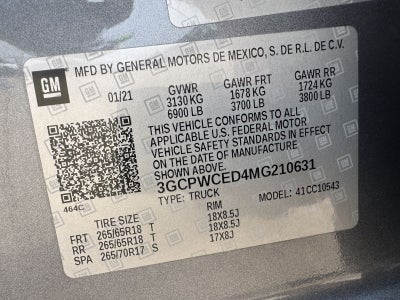 GM
MFD BY GENERAL MOTORS DE MEXICO, S. DE R.L. DE C.V.
01/21 GVWR GAWR FRT GAWR RR
3130 KG 1678 KG 1724 KG
6900 LB 3700 LB 3800 LB
THIS VEHICLE CONFORMS TO ALL
APPLICABLE U.S. FEDERAL MOTOR
VEHICLE SAFETY STANDARDS IN EFFECT
ON THE DATE OF MANUFACTURE
SHOWN ABOVE.
3GCPWCED4MG210631
464C TYPE: TRUCK MODEL: 41CC10543
TIRE SIZE RIM
FRT 265/65R18 T 18X8.5J
RR 265/65R18 T 18X8.5J
SPA 265/70R17 S 17X8J